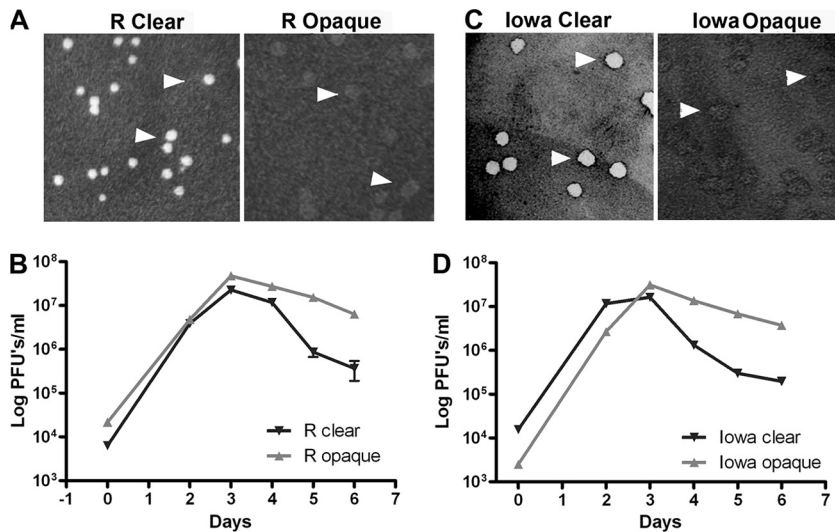 A
R Clear
R Opaque
C
Iowa Clear
Iowa Opaque
B
Log PFU's/ml
10⁸
10⁷
10⁶
10⁵
10⁴
10³
-1 0 1 2 3 4 5 6 7
Days
R clear
R opaque
D
Log PFU's/ml
10⁸
10⁷
10⁶
10⁵
10⁴
10³
0 1 2 3 4 5 6 7
Days
Iowa clear
Iowa opaque